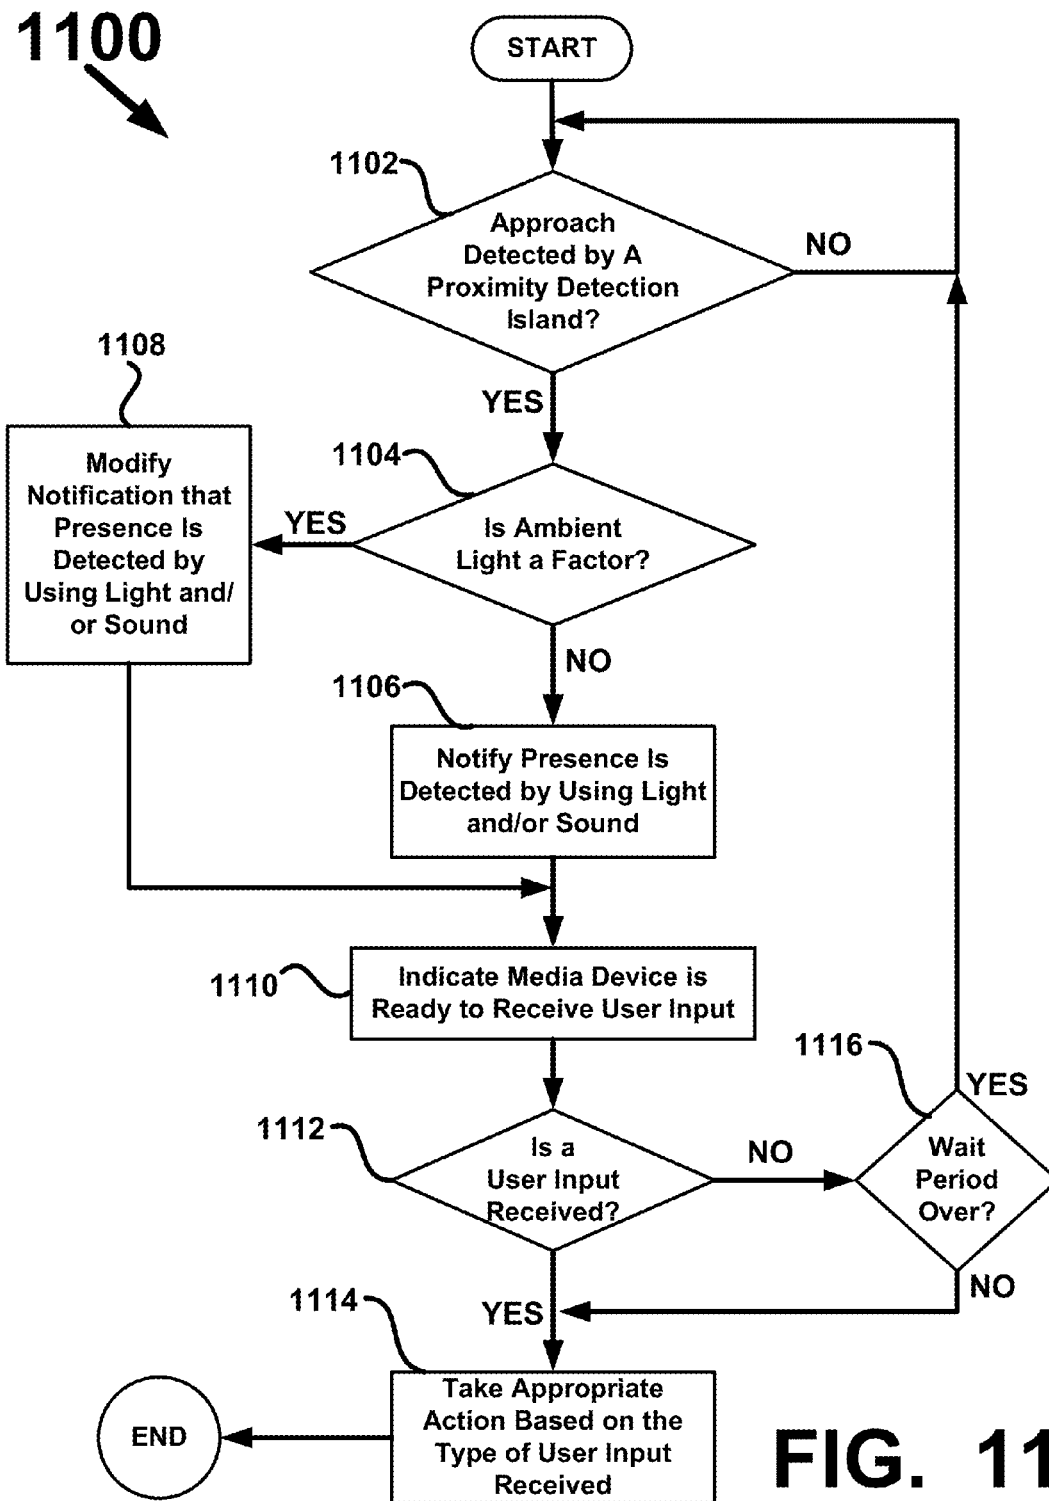 1100
START
1102
Approach
Detected by A
Proximity Detection
Island?
NO
YES
1108
Modify
Notification that
Presence Is
Detected by
Using Light and/
or Sound
1104
YES
Is Ambient
Light a Factor?
NO
1106
Notify Presence Is
Detected by Using Light
and/or Sound
1110
Indicate Media Device is
Ready to Receive User Input
1116
YES
1112
Is a
User Input
Received?
NO
Wait
Period
Over?
NO
YES
1114
Take Appropriate
Action Based on the
Type of User Input
Received
END
FIG. 11